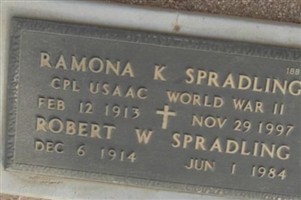 RAMONA K SPRADLING
CPL USAAC WORLD WAR II
FEB 12 1913 NOV 29 1997
ROBERT W SPRADLING
DEC 6 1914 JUN 1 1984